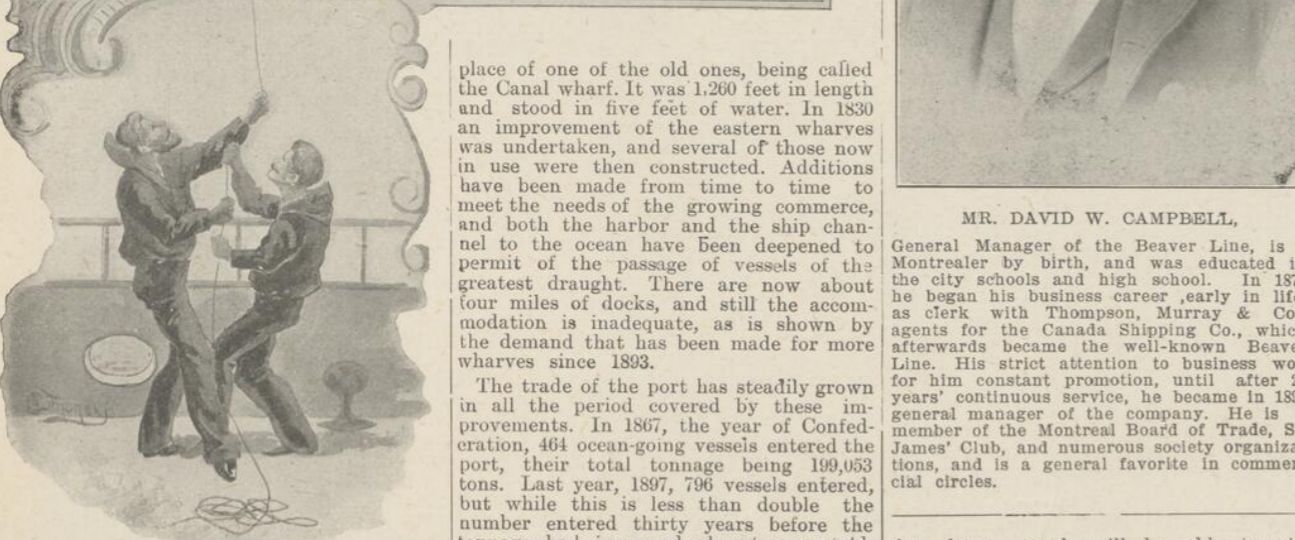 place of one of the old ones, being called
the Canal wharf. It was 1,260 feet in length
and stood in five feet of water. In 1830
an improvement of the eastern wharves
was undertaken, and several of those now
in use were then constructed. Additions
have been made from time to time to
meet the needs of the growing commerce,
and both the harbor and the ship chan-
nel to the ocean have been deepened to
permit of the passage of vessels of the
greatest draught. There are now about
four miles of docks, and still the accom-
modation is inadequate, as is shown by
the demand that has been made for more
wharves since 1893.
The trade of the port has steadily grown
in all the period covered by these im-
provements. In 1867, the year of Confed-
eration, 464 ocean-going vessels entered the
port, their total tonnage being 199,053
tons. Last year, 1897, 796 vessels entered,
but while this is less than double the
number entered thirty years before the
MR. DAVID W. CAMPBELL,
General Manager of the Beaver Line, is
Montrealer by birth, and was educated
the city schools and high school. In 187
he began his business career ,early in
as clerk with Thompson, Murray & Co
agents for the Canada Shipping Co.,
afterwards became the well-known
Line. His strict attention to business
for him constant promotion, until after
years' continuous service, he became in 189
general manager of the company. He is
member of the Montreal Board of Trade,
James' Club, and numerous society organiza
tions, and is a general favorite in commer
cial circles.